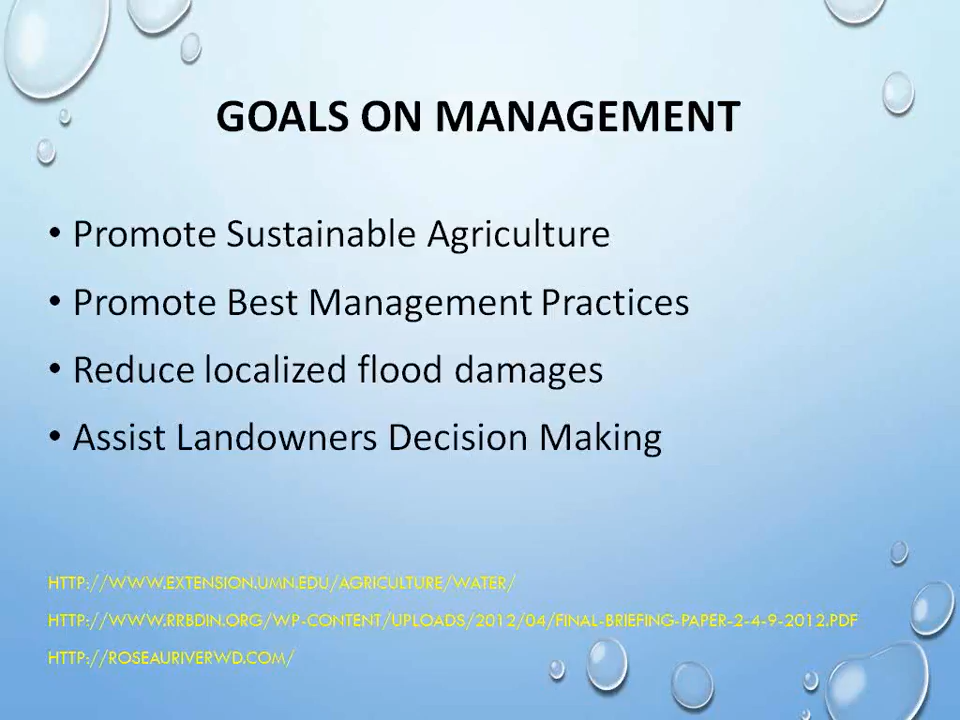 GOALS ON MANAGEMENT
• Promote Sustainable Agriculture
• Promote Best Management Practices
• Reduce localized flood damages
• Assist Landowners Decision Making
HTTP://WWW.EXTENSION.UMN.EDU/AGRICULTURE/WATER/
HTTP://WWW.RRBDIN.ORG/WP-CONTENT/UPLOADS/2012/04/FINAL-BRIEFING-PAPER-2-4-9-2012.PDF
HTTP://ROSEAURIVERWD.COM/